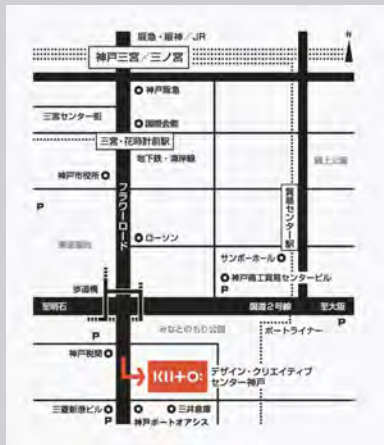 阪急・阪神／JR
N
神戸三宮／三ノ宮
神戸阪急
三宮センター街
国際会館
三宮・花時計前駅
地下鉄・海岸線
磯上公園
神戸市役所
フラワーロード
貿易センター駅
P
東遊園地
ローソン
サンボーホール
神戸商工貿易センタービル
P
歩道橋
至明石
国道2号線
至大阪
P
みなとのもり公園
ポートライナー
P
神戸税関
KIITO:
デザイン・クリエイティブ
センター神戸
三菱新港ビル
三井倉庫
P
神戸ポートオアシス
P